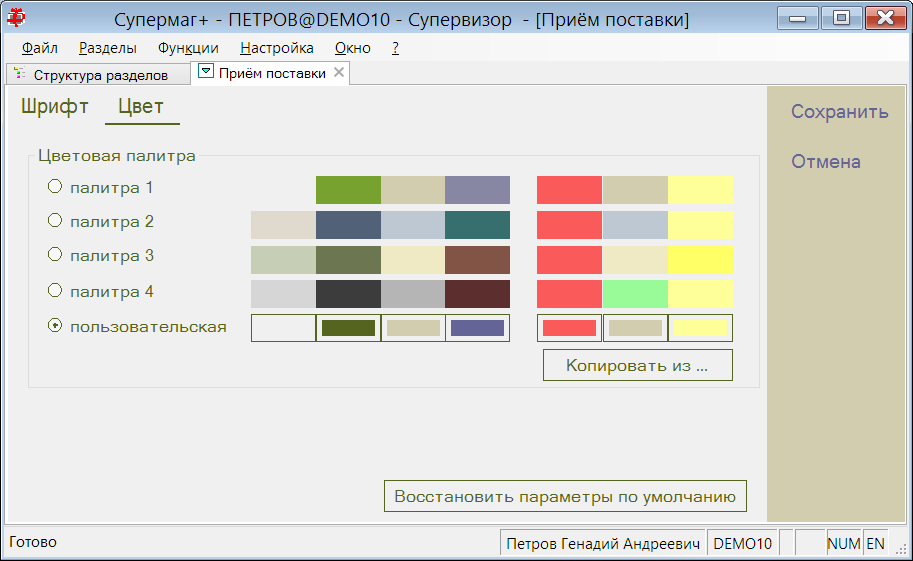 Супермаг+ - ПЕТРОВ@DEMO10 - Супервизор - [Приём поставки]
Файл Разделы Функции Настройка Окно ?
Структура разделов Приём поставки
Шрифт Цвет
Сохранить
Отмена
Цветовая палитра
палитра 1
палитра 2
палитра 3
палитра 4
пользовательская
Копировать из ...
Восстановить параметры по умолчанию
Готово Петров Генадий Андреевич DEMO10 NUM EN